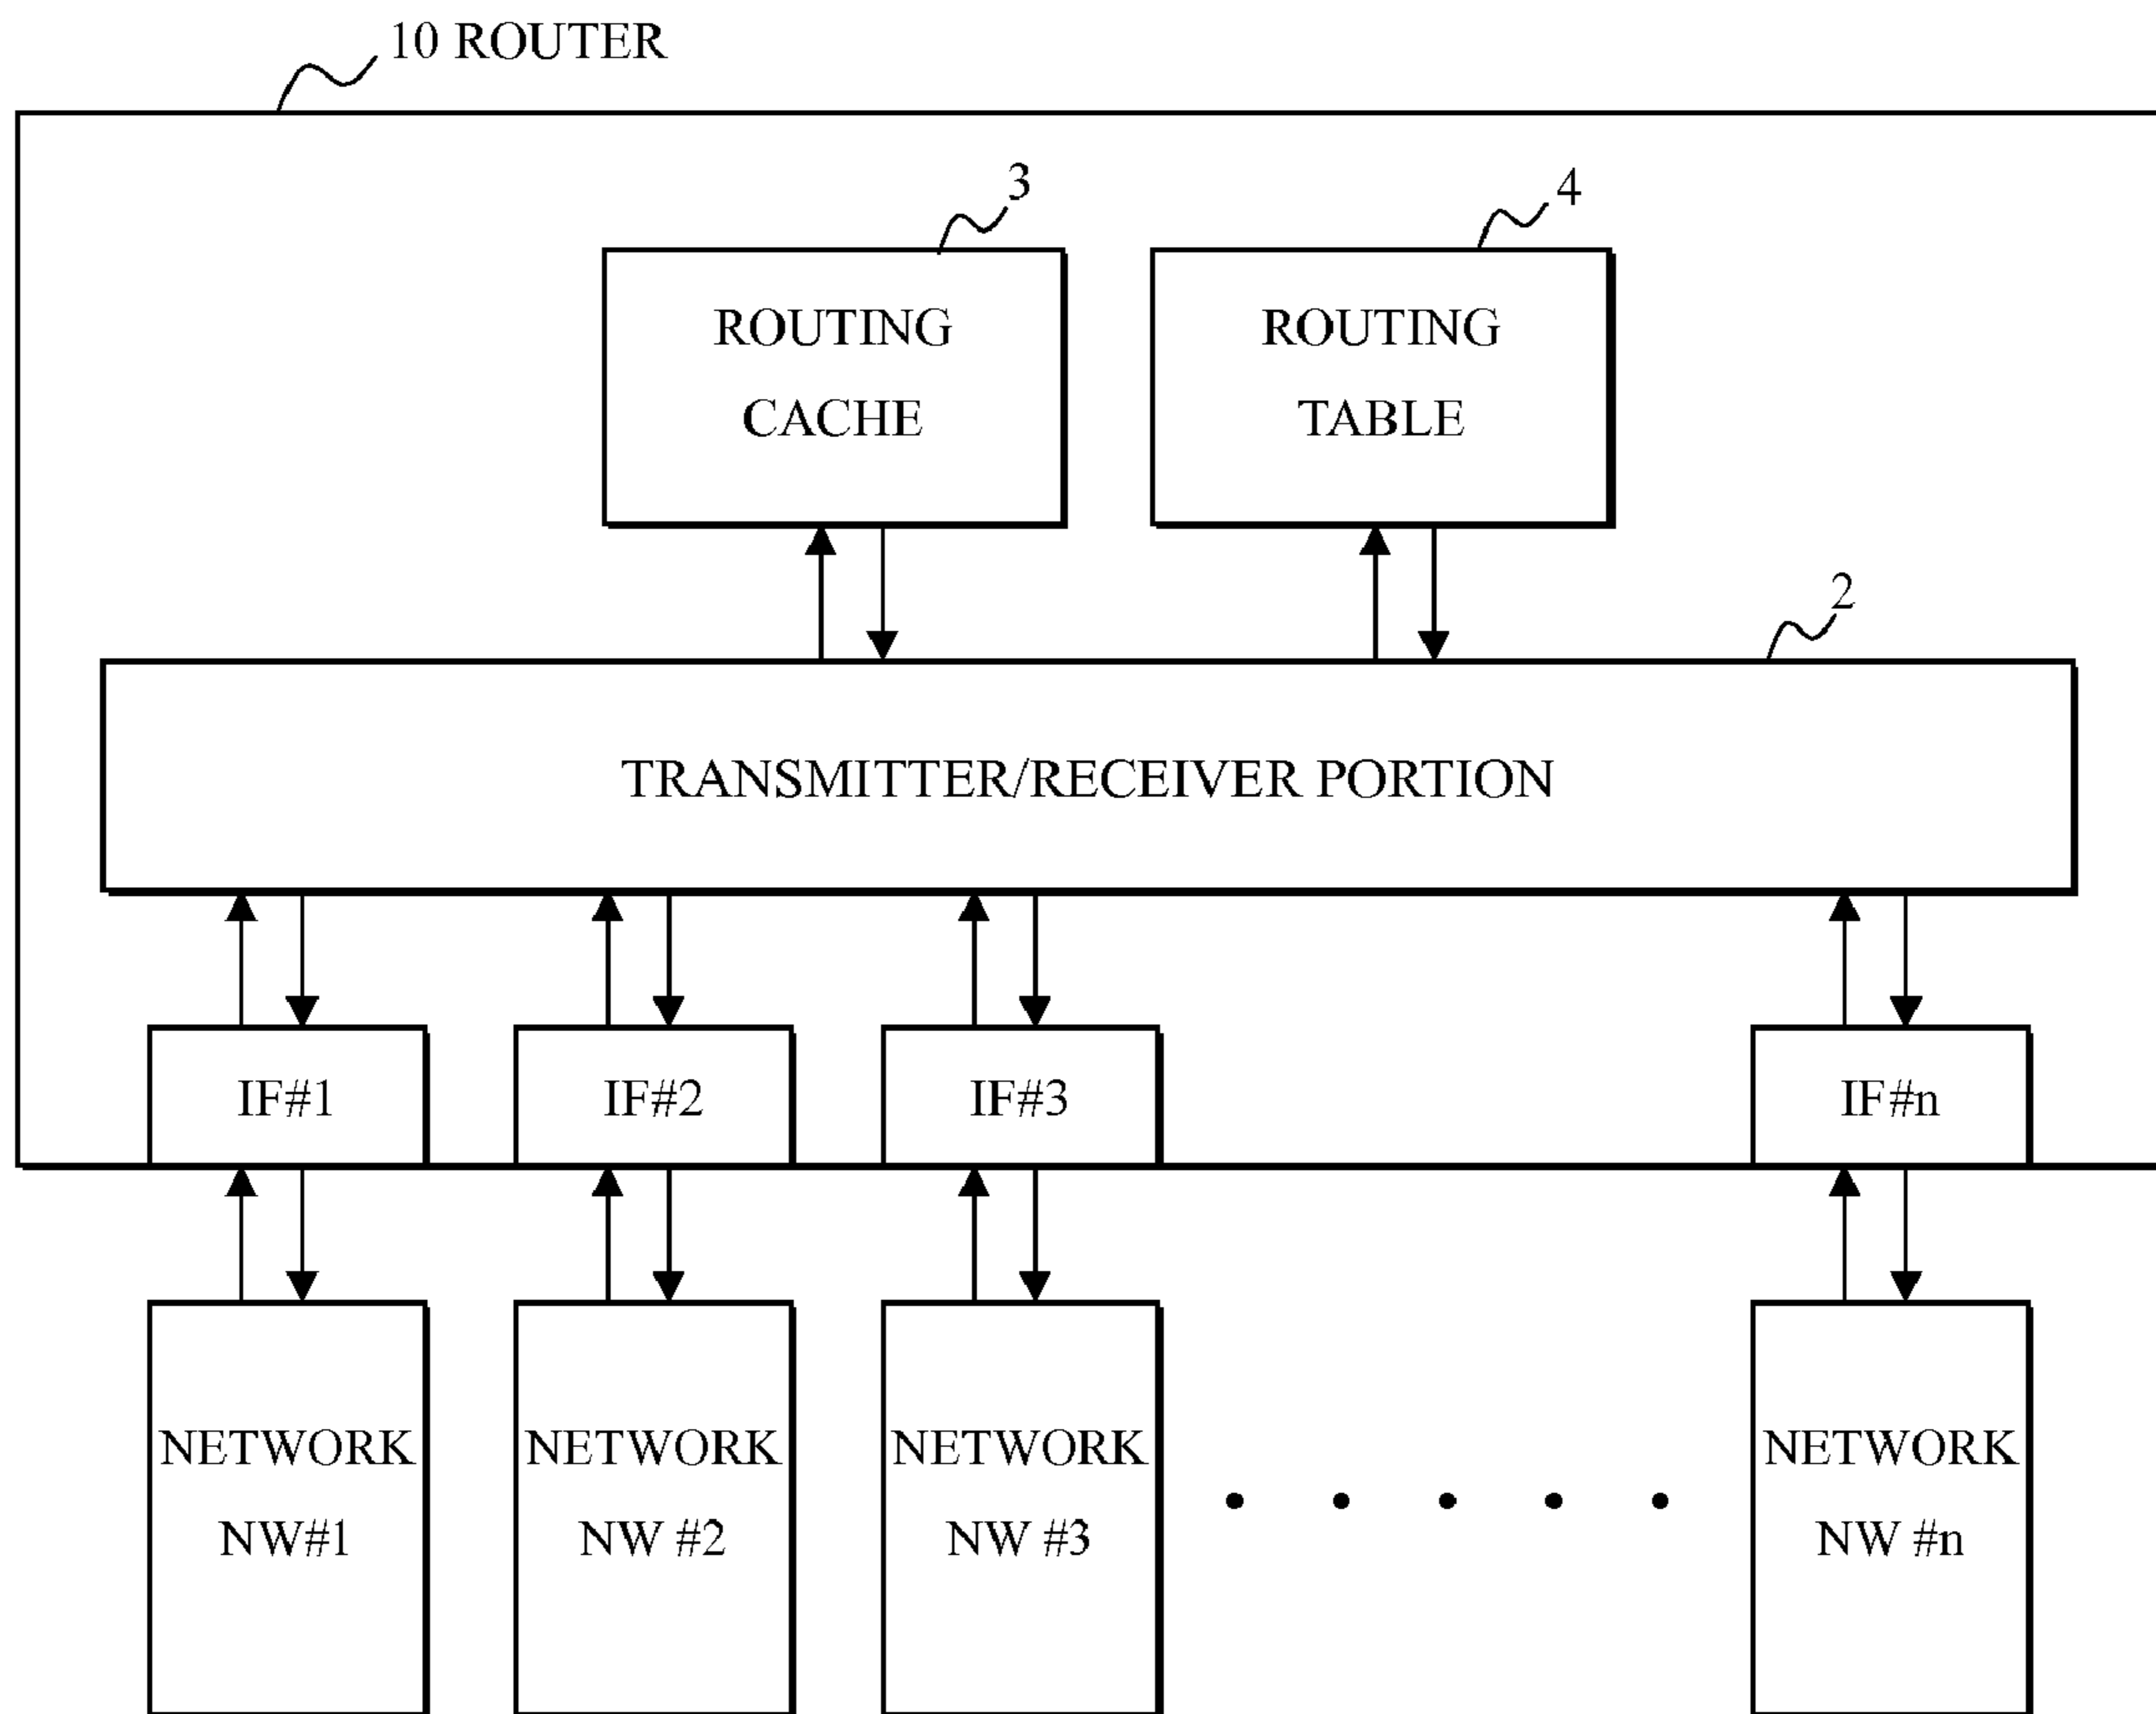 10 ROUTER
3
4
ROUTING
CACHE
ROUTING
TABLE
2
TRANSMITTER/RECEIVER PORTION
IF#1
IF#2
IF#3
IF#n
NETWORK
NW#1
NETWORK
NW #2
NETWORK
NW #3
NETWORK
NW #n